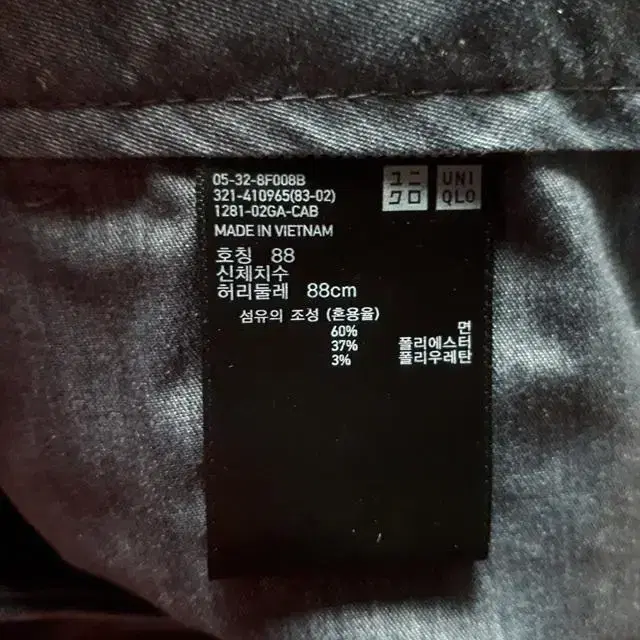 05-32-8F008B
321-410965(83-02)
1281-02GA-CAB
MADE IN VIETNAM
ユニ
クロ
UNI
QLO
호칭 88
신체치수
허리둘레 88cm
섬유의 조성 (혼용율)
60% 면
37% 폴리에스터
3% 폴리우레탄